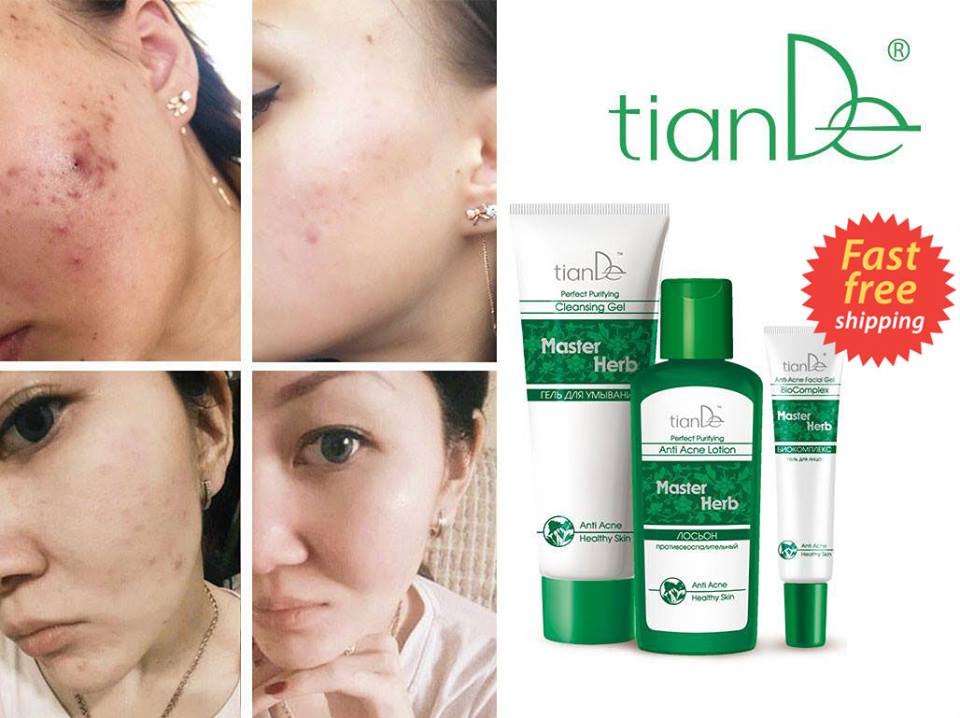 tianDe®
Fast
free
shipping
tianDe™
Perfect Purifying
Cleansing Gel
Master
Herb
ГЕЛЬ ДЛЯ УМЫВАНИ
Anti Acne
Healthy Skin
tianDe™
Perfect Purifying
Anti Acne Lotion
Master
Herb
ЛОСЬОН
противовоспалительный
Anti Acne
Healthy Skin
tianDe®
Anti-Acne Facial Gel
BioComplex
Master
Herb
БИОКОМПЛЕКС
гель для лица
Anti Acne
Healthy Skin